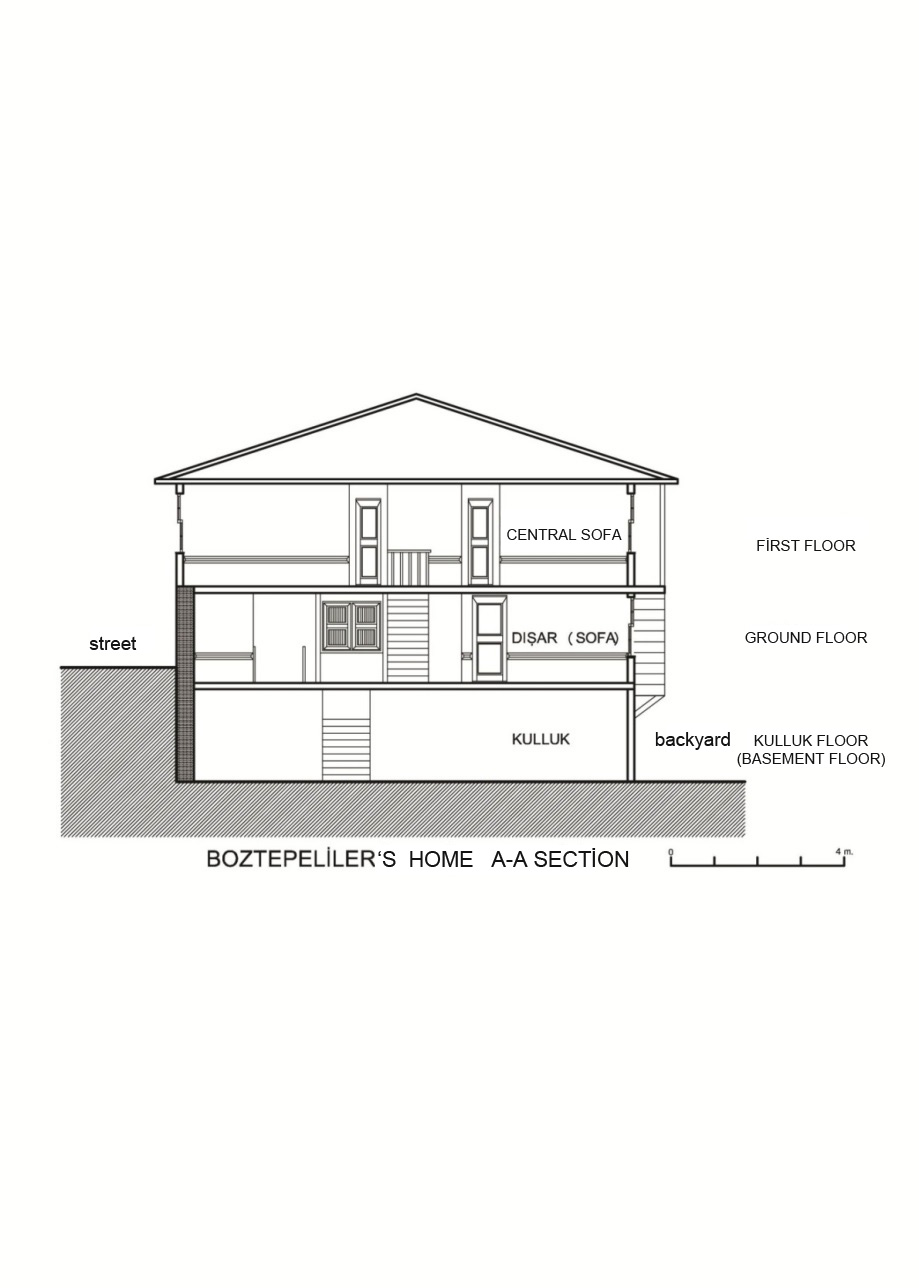 CENTRAL SOFA
FİRST FLOOR
street
DIŞAR (SOFA)
GROUND FLOOR
KULLUK
backyard
KULLUK FLOOR
(BASEMENT FLOOR)
BOZTEPELİLER‘S HOME A-A SECTİON
0 4 m.